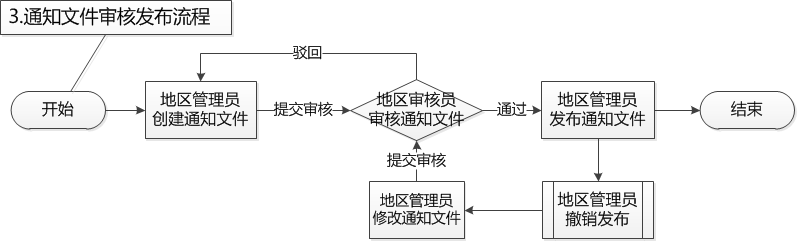 3.通知文件审核发布流程
驳回
开始
地区管理员
创建通知文件
提交审核
地区审核员
审核通知文件
通过
地区管理员
发布通知文件
结束
提交审核
地区管理员
修改通知文件
地区管理员
撤销发布